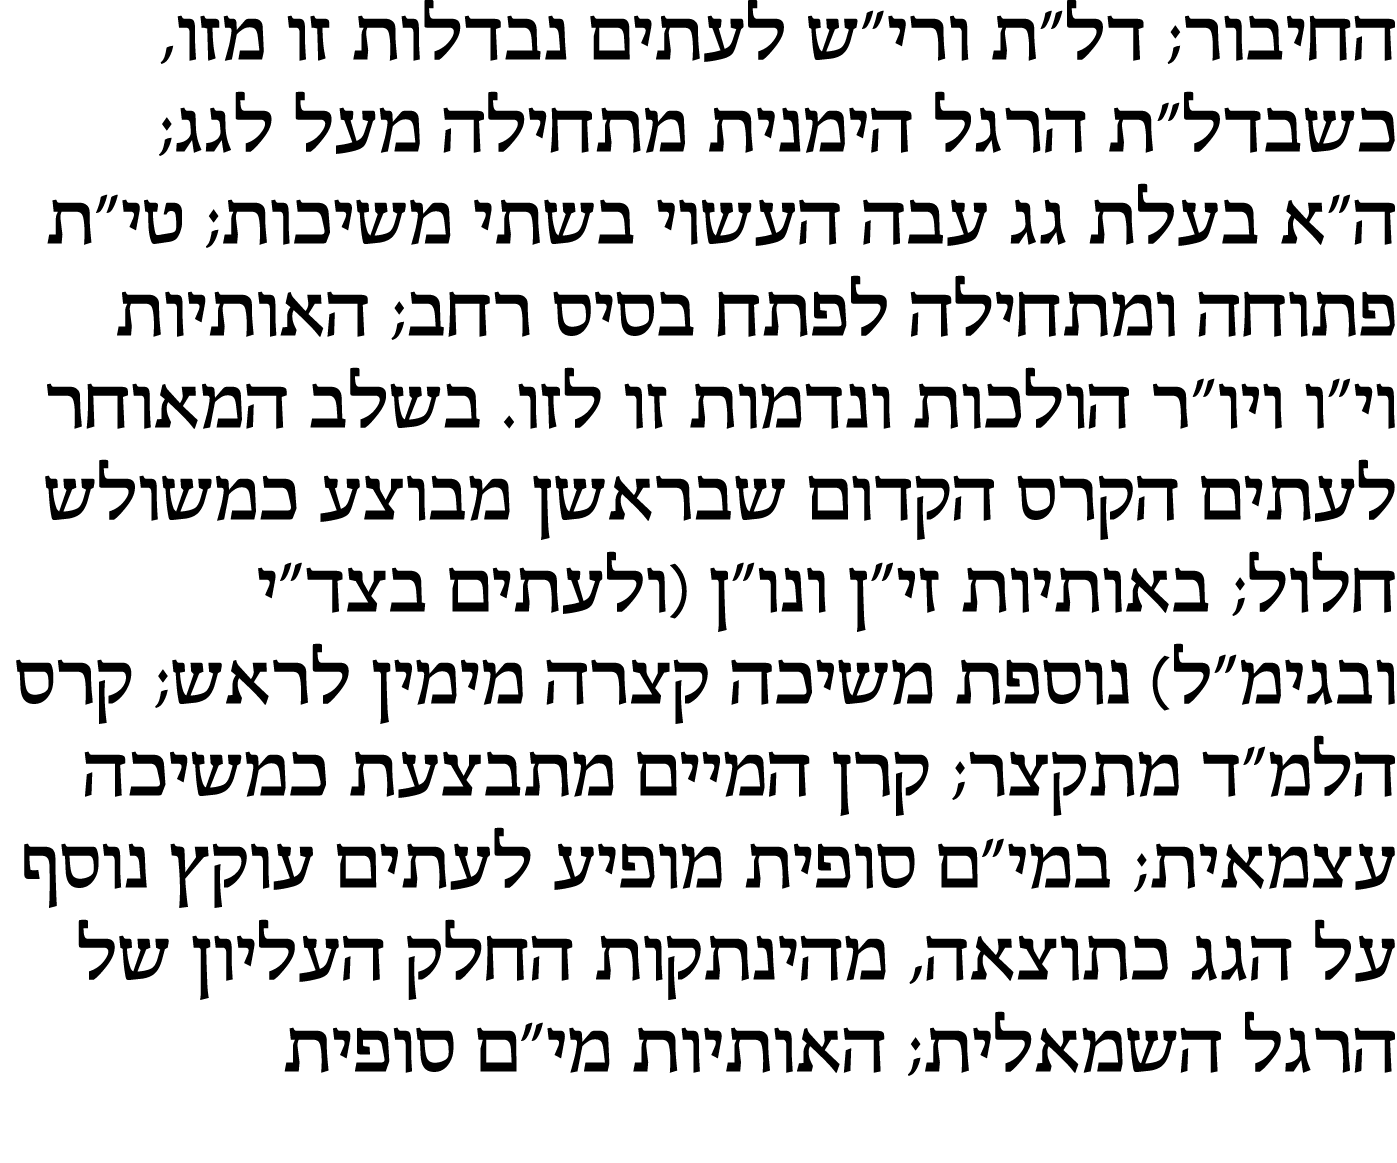 החיבור; דל״ת ורי״ש לעתים נבדלות זו מזו,
כשבדל״ת הרגל הימנית מתחילה מעל לגג;
ה״א בעלת גג עבה העשוי בשתי משיכות; טי״ת
פתוחה ומתחילה לפתח בסיס רחב; האותיות
וי״ו ויו״ר הולכות ונדמות זו לזו. בשלב המאוחר
לעתים הקרס הקדום שבראשן מבוצע כמשולש
חלול; באותיות זי״ן ונו״ן (ולעתים בצד״י
ובגימ״ל) נוספת משיכה קצרה מימין לראש; קרס
הלמ״ד מתקצר; קרן המיים מתבצעת כמשיכה
עצמאית; במי״ם סופית מופיע לעתים עוקץ נוסף
על הגג כתוצאה, מהינתקות החלק העליון של
הרגל השמאלית; האותיות מי״ם סופית